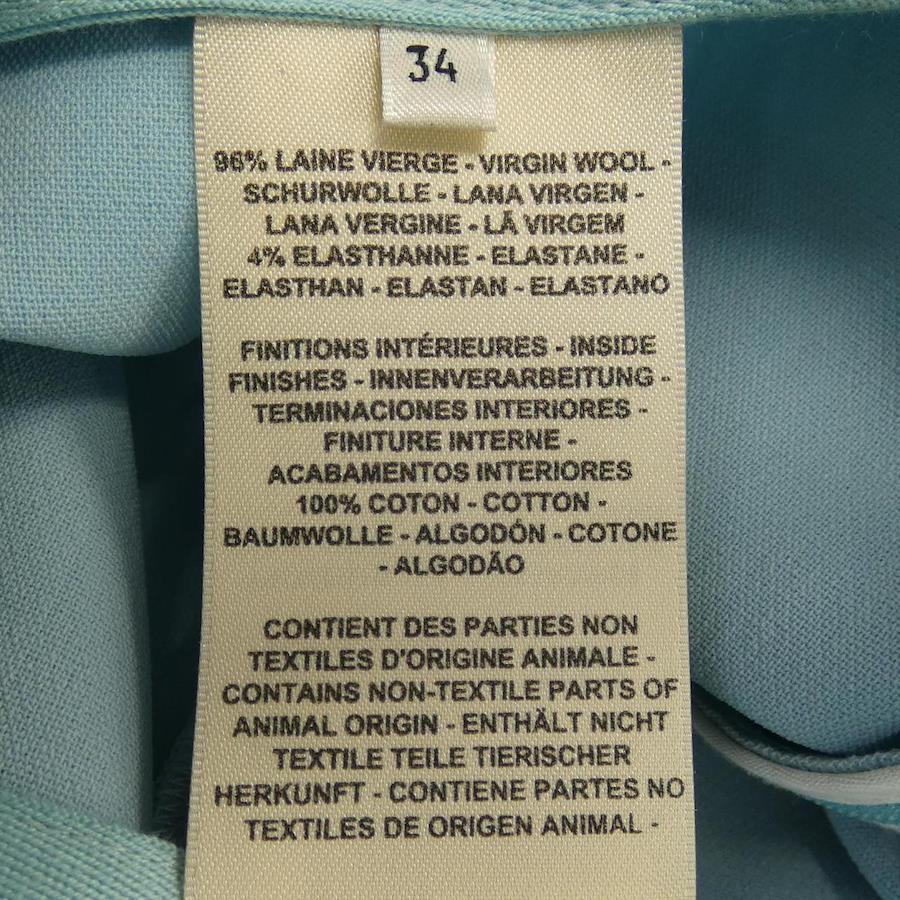 34
96% LAINE VIERGE - VIRGIN WOOL -
SCHURWOLLE - LANA VIRGEN -
LANA VERGINE - LÃ VIRGEM
4% ELASTHANNE - ELASTANE -
ELASTHAN - ELASTAN - ELASTANO
FINITIONS INTÉRIEURES - INSIDE
FINISHES - INNENVERARBEITUNG -
TERMINACIONES INTERIORES -
FINITURE INTERNE -
ACABAMENTOS INTERIORES
100% COTON - COTTON -
BAUMWOLLE - ALGODÓN - COTONE
- ALGODÃO
CONTIENT DES PARTIES NON
TEXTILES D'ORIGINE ANIMALE -
CONTAINS NON-TEXTILE PARTS OF
ANIMAL ORIGIN - ENTHÄLT NICHT
TEXTILE TEILE TIERISCHER
HERKUNFT - CONTIENE PARTES NO
TEXTILES DE ORIGEN ANIMAL -